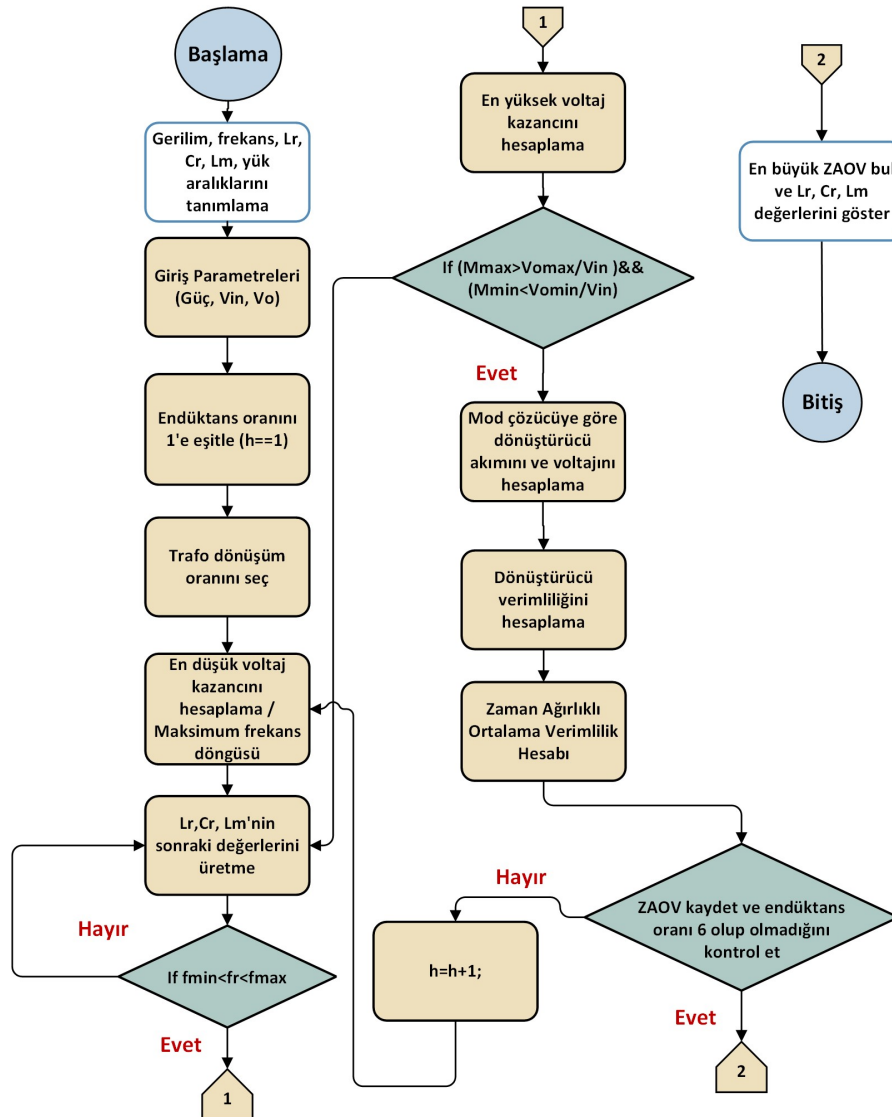 Başlama
Gerilim, frekans, Lr,
Cr, Lm, yük
aralıklarını
tanımlama
Giriş Parametreleri
(Güç, Vin, Vo)
Endüktans oranını
1'e eşitle (h==1)
Trafo dönüşüm
oranını seç
En düşük voltaj
kazancını
hesaplama /
Maksimum frekans
döngüsü
Lr,Cr, Lm'nin
sonraki değerlerini
üretme
Hayır
If fmin<fr<fmax
Evet
1
1
En yüksek voltaj
kazancını
hesaplama
If (Mmax>Vomax/Vin )&&
(Mmin<Vomin/Vin)
Evet
Mod çözücüye göre
dönüştürücü
akımını ve voltajını
hesaplama
Dönüştürücü
verimliliğini
hesaplama
Zaman Ağırlıklı
Ortalama Verimlilik
Hesabı
Hayır
ZAOV kaydet ve endüktans
oranı 6 olup olmadığını
kontrol et
h=h+1;
Evet
2
2
En büyük ZAOV bul
ve Lr, Cr, Lm
değerlerini göster
Bitiş